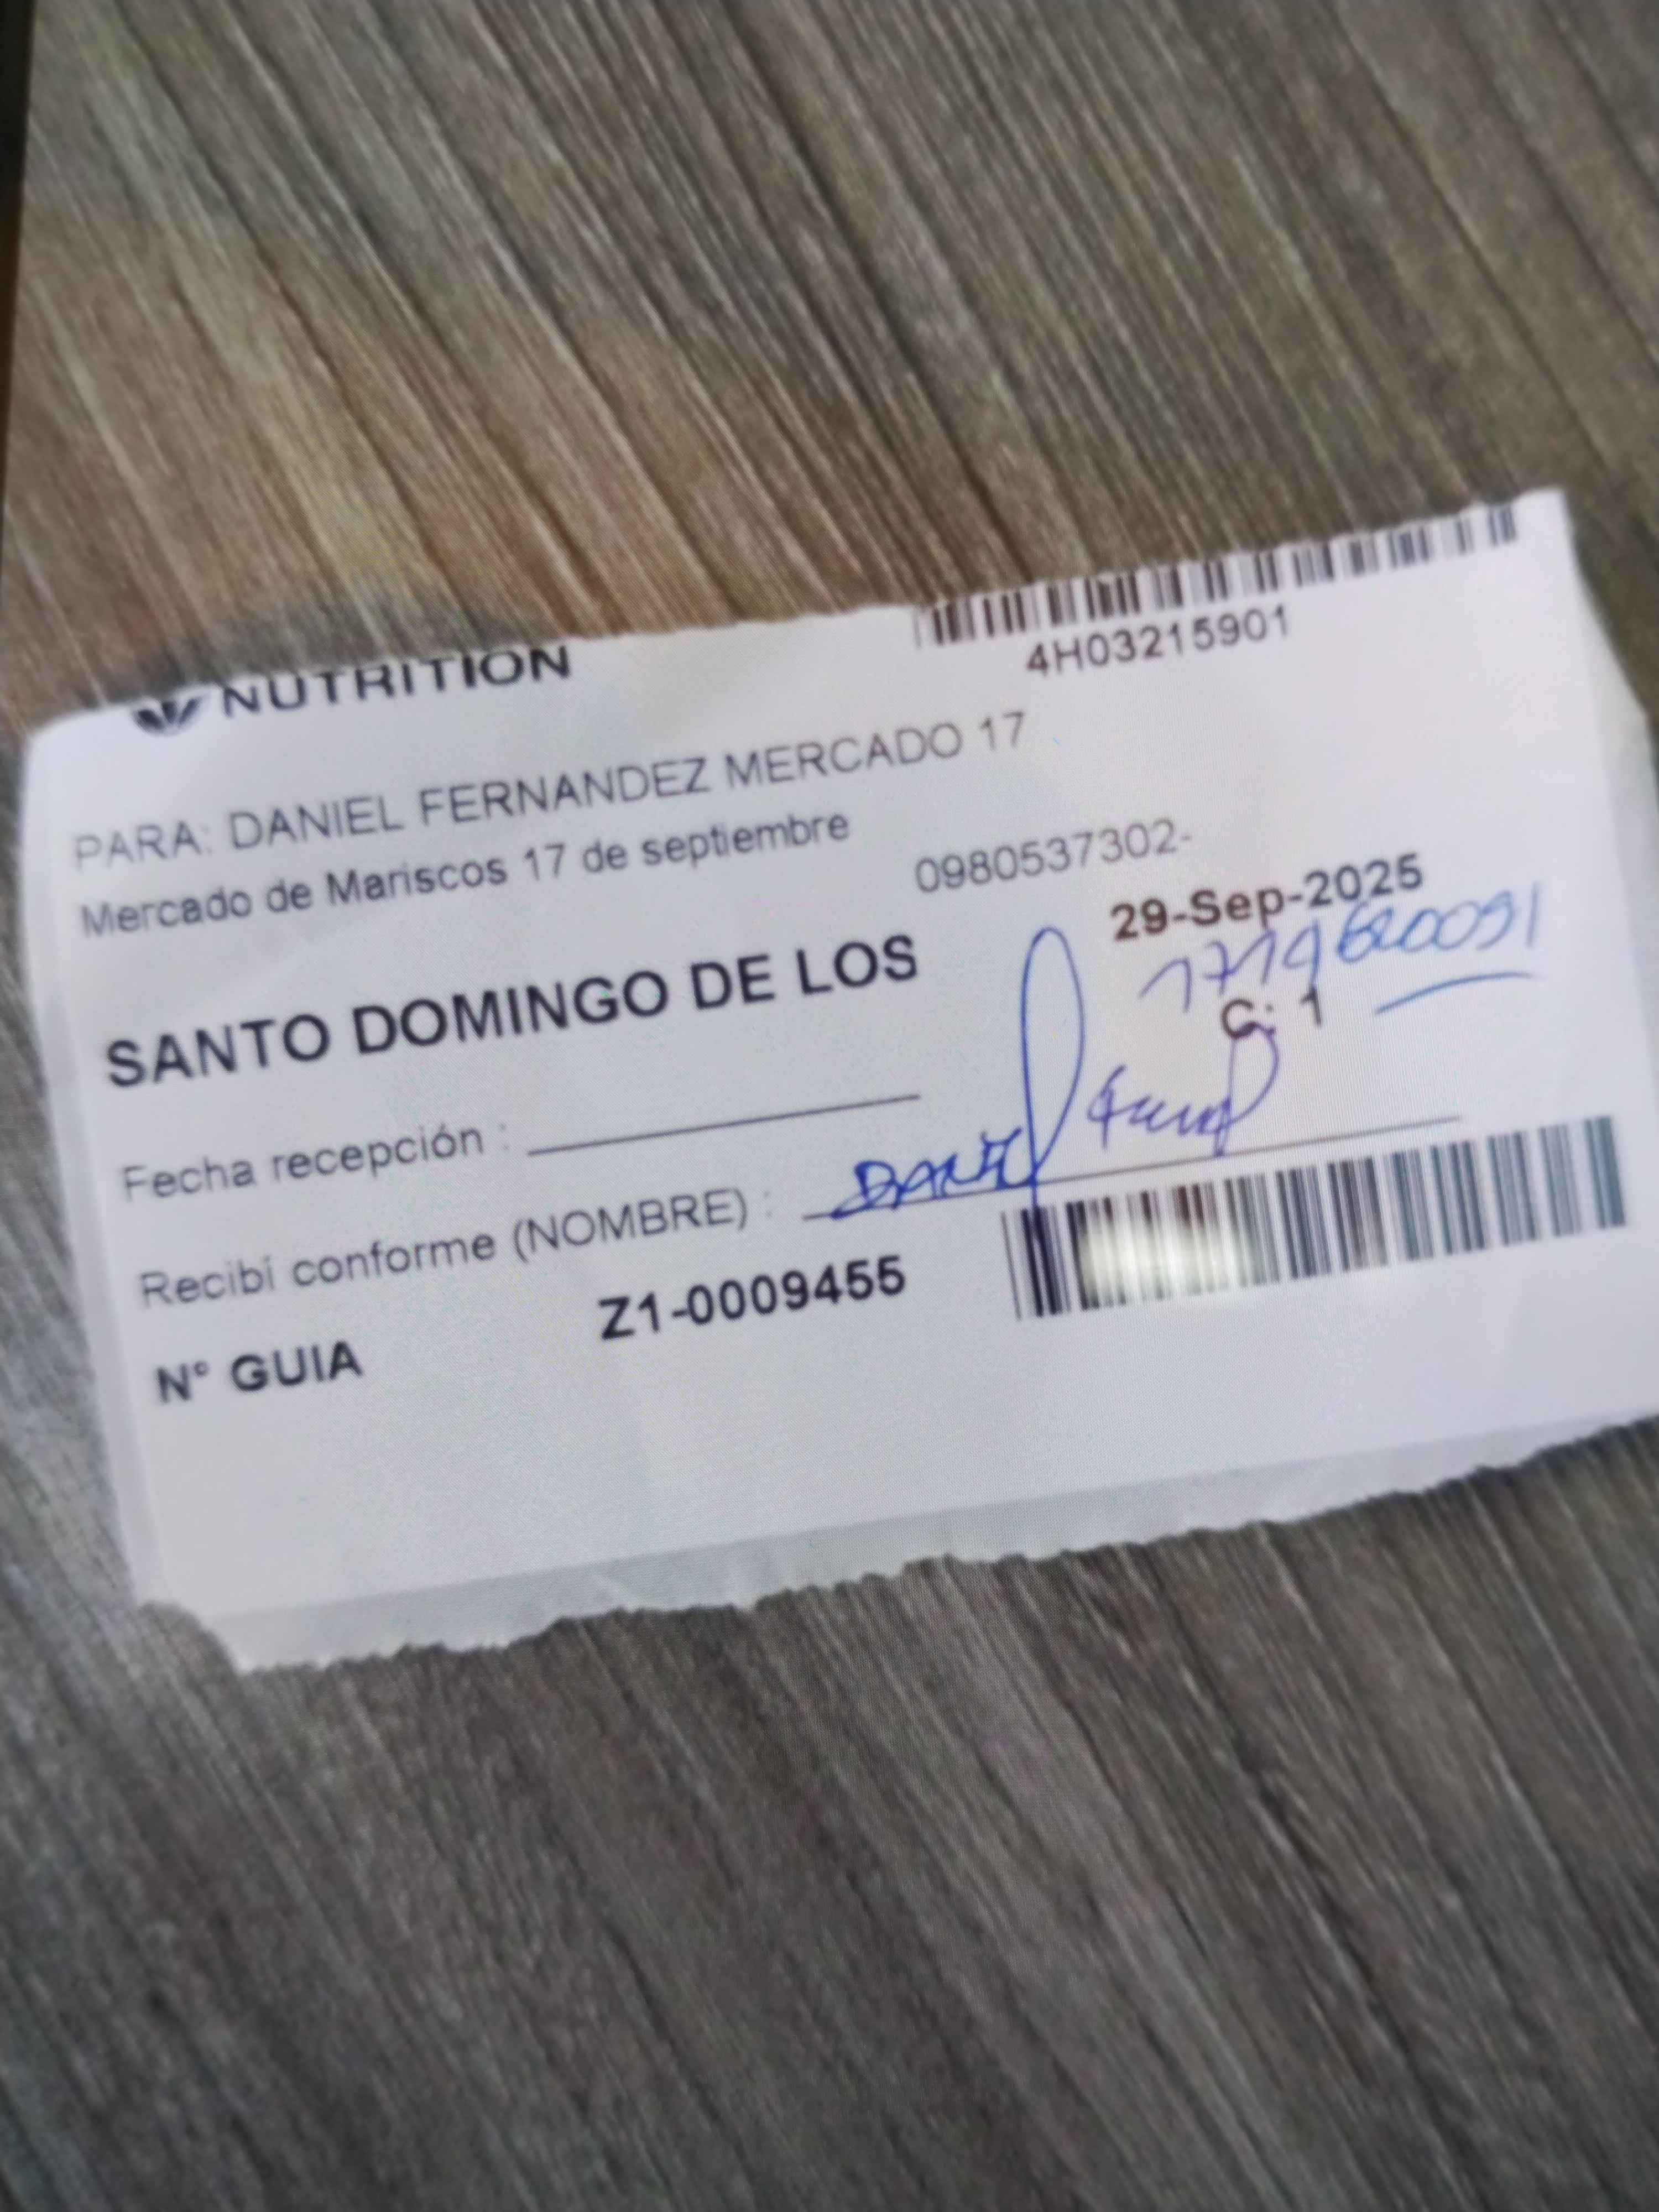 NUTRITION
4H03215901
PARA: DANIEL FERNANDEZ MERCADO 17
Mercado de Mariscos 17 de septiembre
0980537302-
29-Sep-2025
SANTO DOMINGO DE LOS
C: 1
Fecha recepción :
Recibi conforme (NOMBRE) :
N° GUIA
Z1-0009455